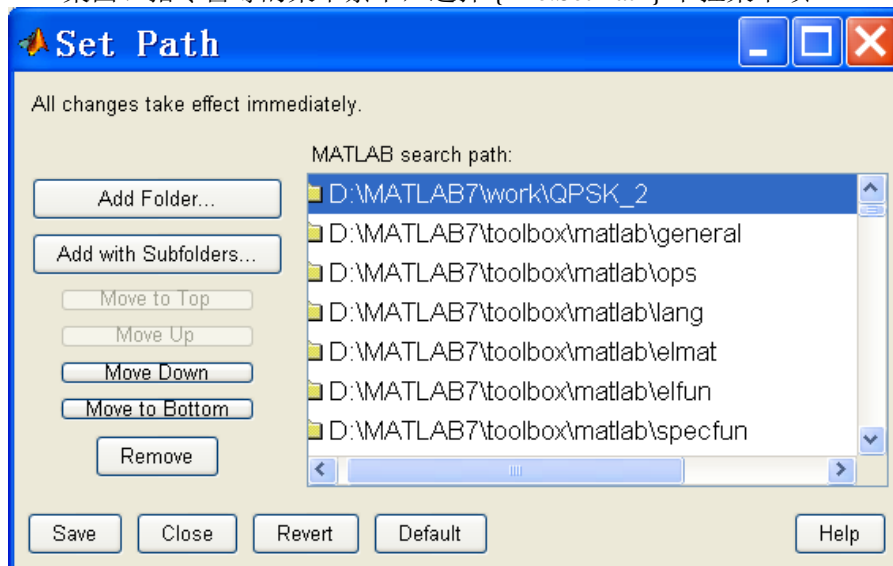 Set Path
All changes take effect immediately.
MATLAB search path:
Add Folder...
Add with Subfolders...
Move to Top
Move Up
Move Down
Move to Bottom
Remove
D:\MATLAB7\work\QPSK_2
D:\MATLAB7\toolbox\matlab\general
D:\MATLAB7\toolbox\matlab\ops
D:\MATLAB7\toolbox\matlab\lang
D:\MATLAB7\toolbox\matlab\elmat
D:\MATLAB7\toolbox\matlab\elfun
D:\MATLAB7\toolbox\matlab\specfun
Save Close Revert Default Help